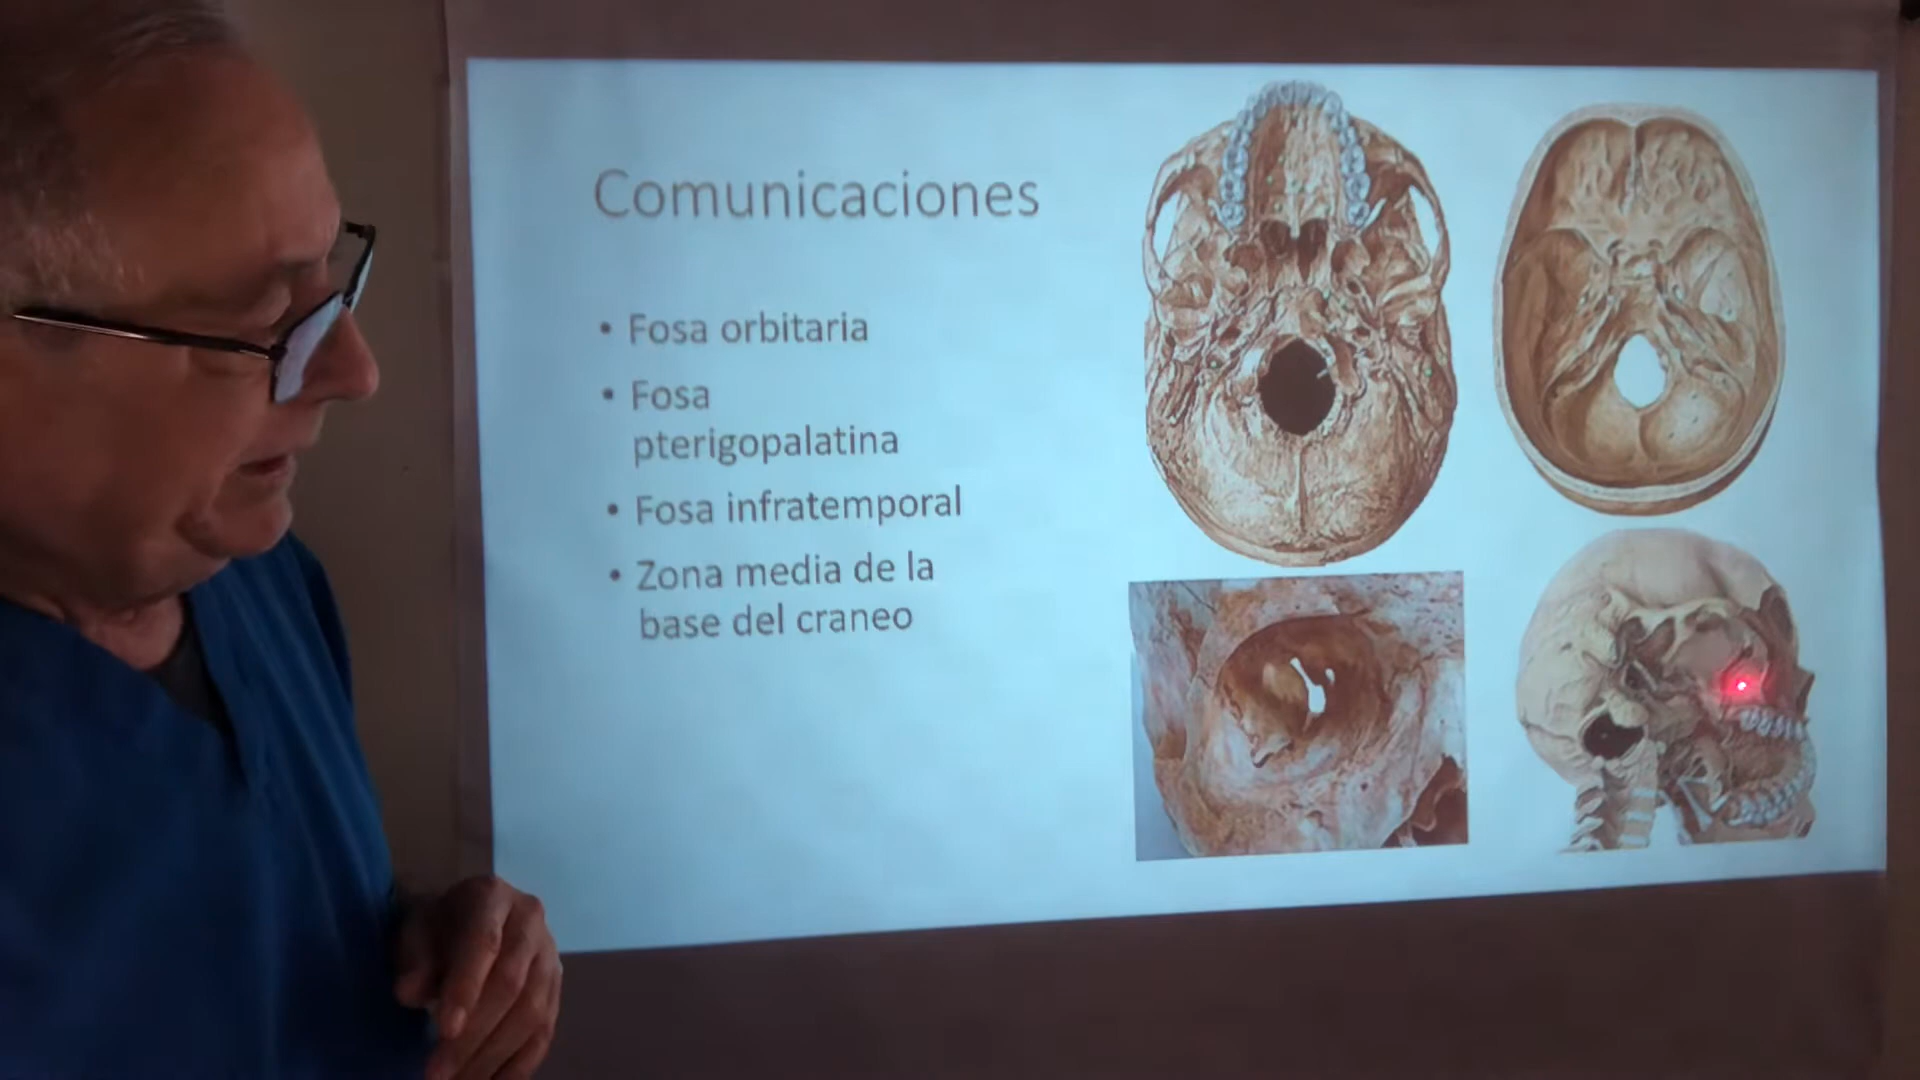 Comunicaciones
• Fosa orbitaria
• Fosa
pterigopalatina
• Fosa infratemporal
• Zona media de la
base del craneo